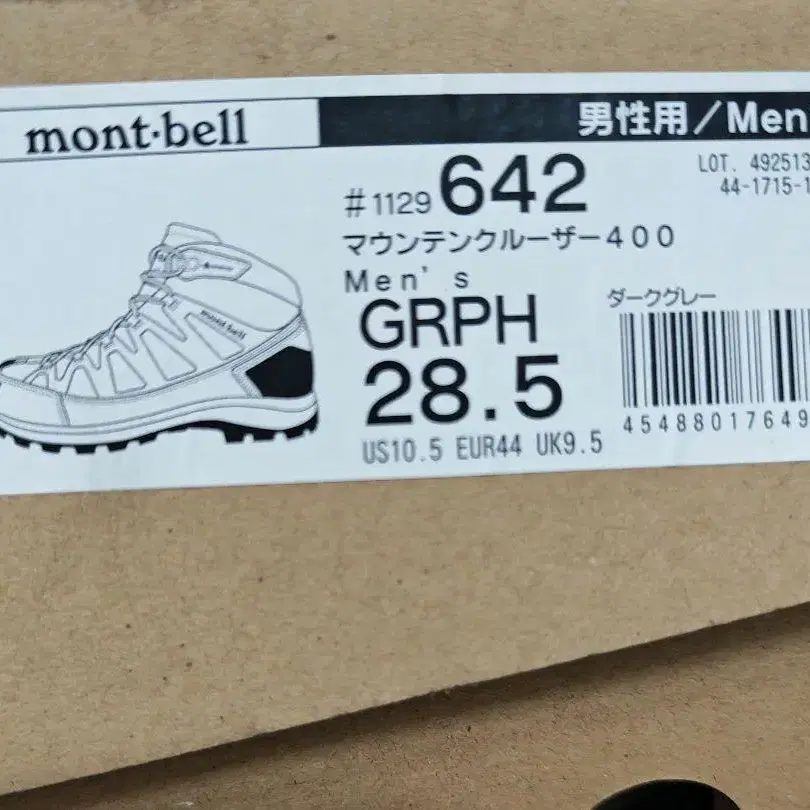 mont・bell
男性用/Men
LOT. 492513
44-1715-1
#1129 642
マウンテンクルーザー400
Men's
GRPH
ダークグレー
28.5
US10.5 EUR44 UK9.5
45488017649
mont-bell